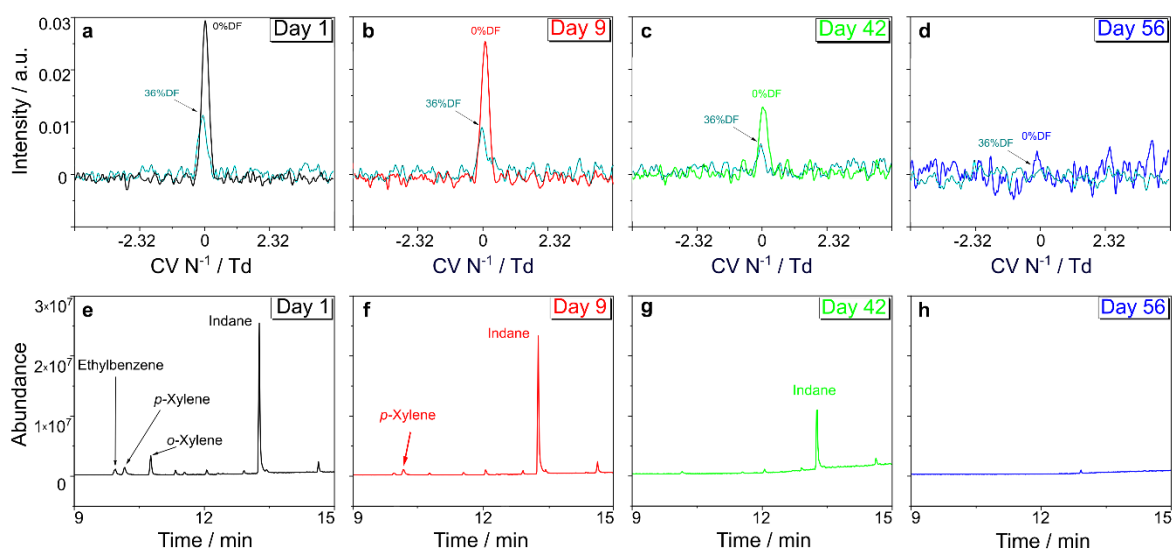 a
Day 1
0%DF
36%DF
b
Day 9
0%DF
36%DF
c
Day 42
0%DF
36%DF
d
Day 56
0%DF
36%DF
Intensity / a.u.
0.03
0.02
0.01
0
-2.32 0 2.32
-2.32 0 2.32
-2.32 0 2.32
-2.32 0 2.32
CV N⁻¹ / Td
CV N⁻¹ / Td
CV N⁻¹ / Td
CV N⁻¹ / Td
e
Day 1
Indane
Ethylbenzene
p-Xylene
o-Xylene
f
Day 9
Indane
p-Xylene
g
Day 42
Indane
h
Day 56
Abundance
3×10⁷
2×10⁷
1×10⁷
0
9 12 15
9 12 15
9 12 15
9 12 15
Time / min
Time / min
Time / min
Time / min